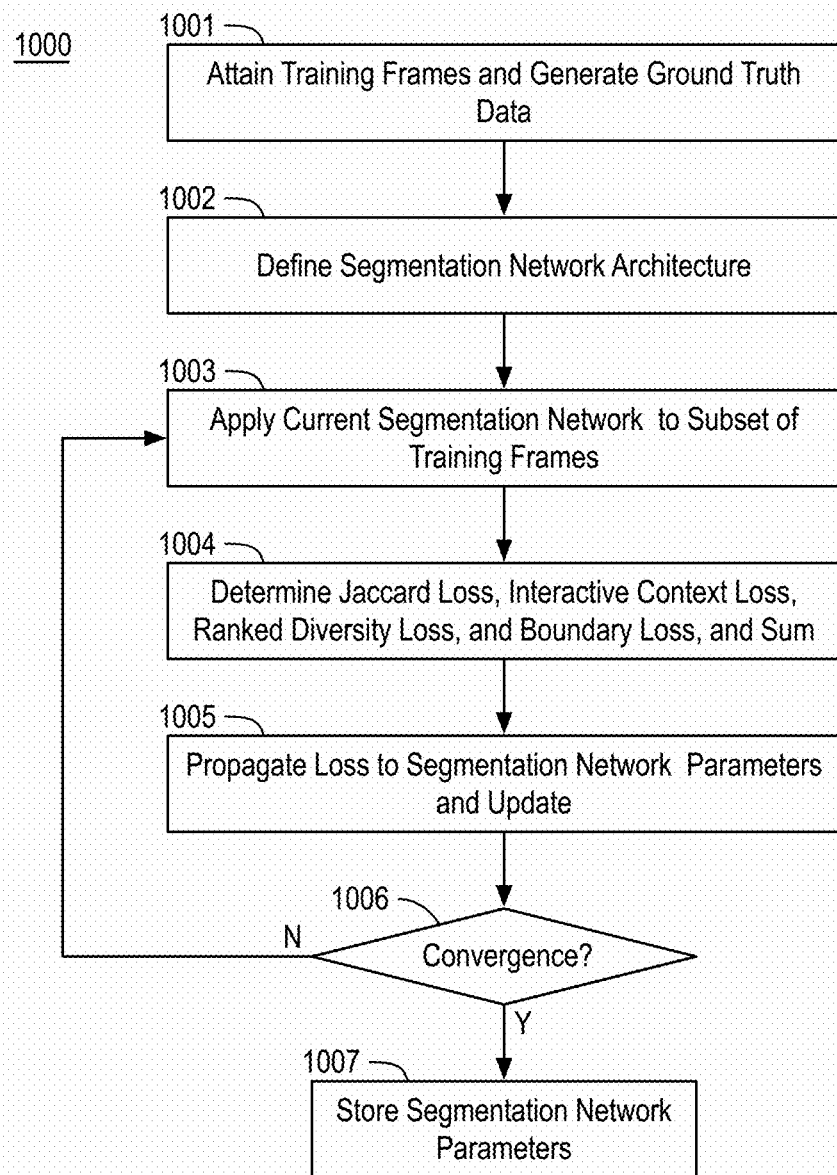 1000
1001
Attain Training Frames and Generate Ground Truth
Data
1002
Define Segmentation Network Architecture
1003
Apply Current Segmentation Network to Subset of
Training Frames
1004
Determine Jaccard Loss, Interactive Context Loss,
Ranked Diversity Loss, and Boundary Loss, and Sum
1005
Propagate Loss to Segmentation Network Parameters
and Update
1006
N
Convergence?
Y
1007
Store Segmentation Network
Parameters